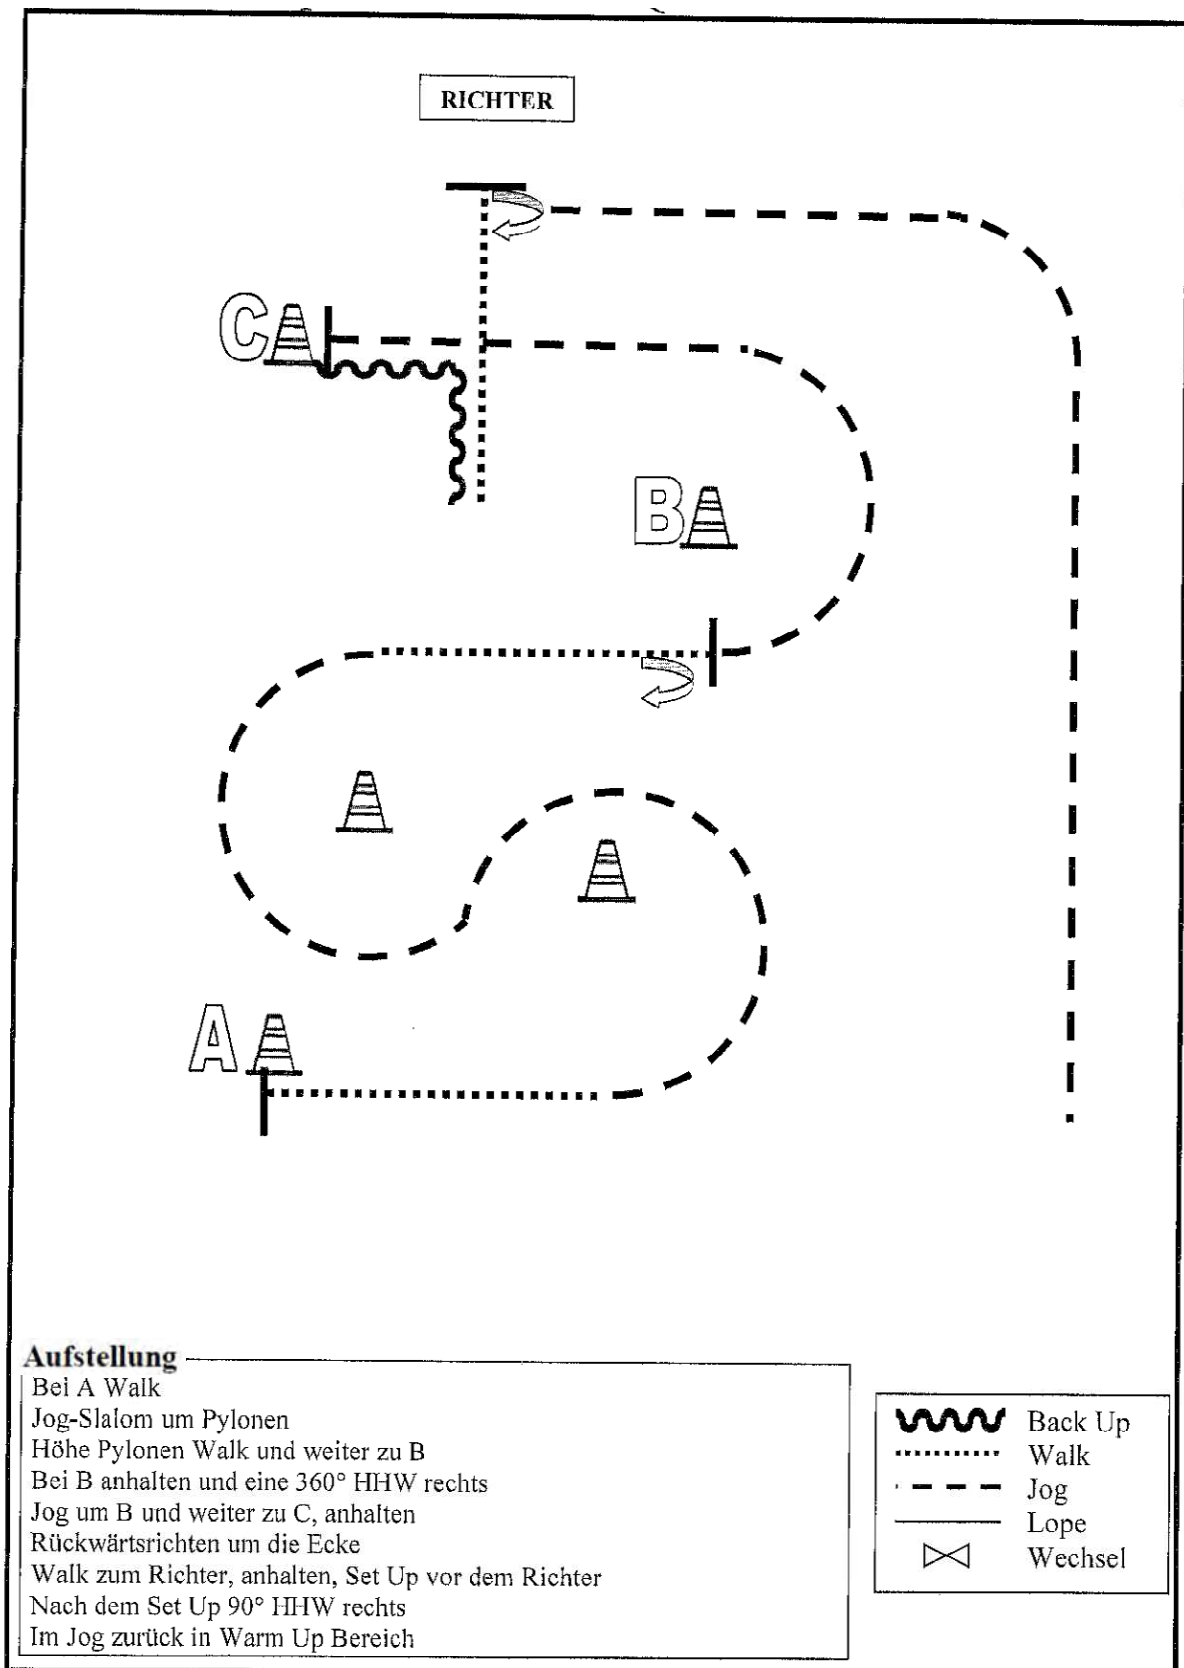 RICHTER
C
B
A
Aufstellung
Bei A Walk
Jog-Slalom um Pylonen
Höhe Pylonen Walk und weiter zu B
Bei B anhalten und eine 360° HHW rechts
Jog um B und weiter zu C, anhalten
Rückwärtsrichten um die Ecke
Walk zum Richter, anhalten, Set Up vor dem Richter
Nach dem Set Up 90° HHW rechts
Im Jog zurück in Warm Up Bereich
Back Up
Walk
Jog
Lope
Wechsel